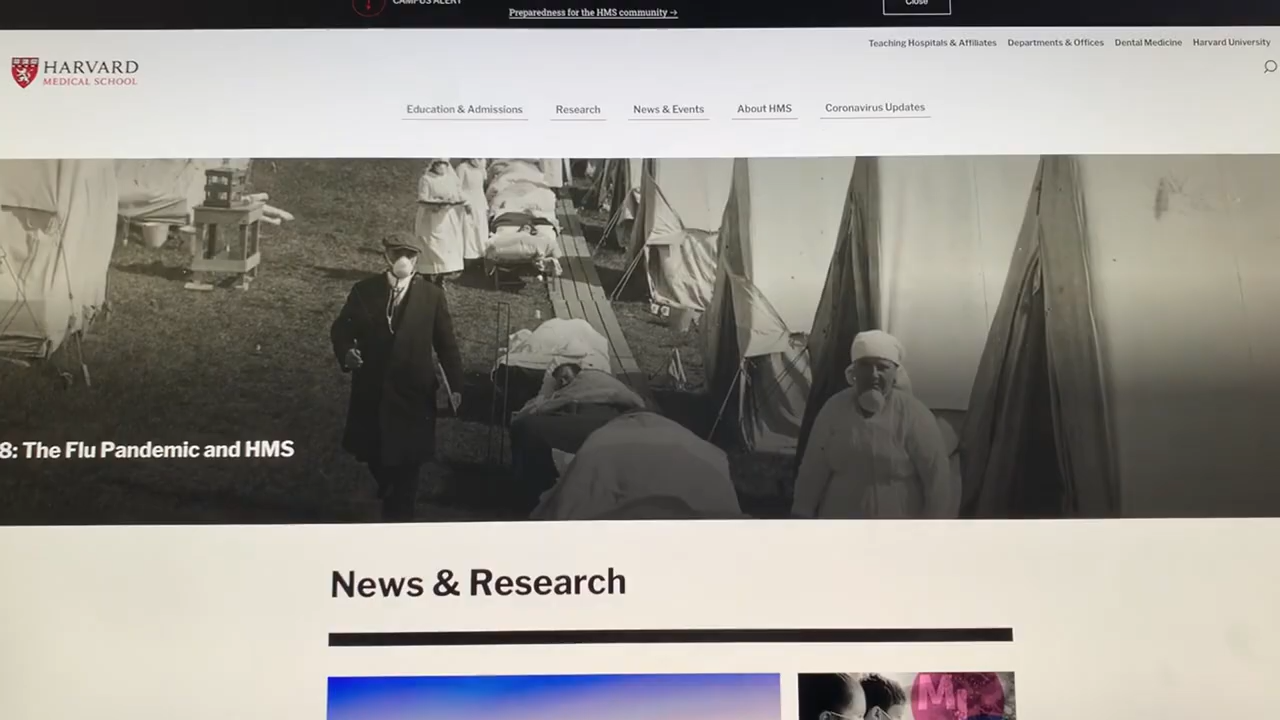 CAMPUS ALERT
Preparedness for the HMS community →
Close
Teaching Hospitals & Affiliates Departments & Offices Dental Medicine Harvard University
HARVARD
MEDICAL SCHOOL
Education & Admissions Research News & Events About HMS Coronavirus Updates
8: The Flu Pandemic and HMS
News & Research